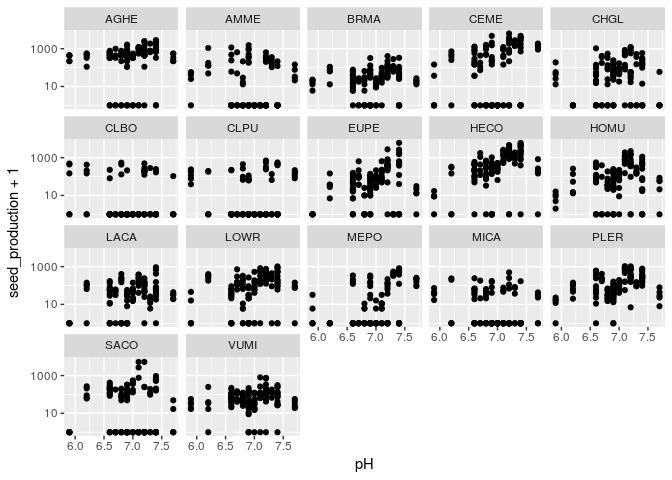 AGHE AMME BRMA CEME CHGL
1000
10
CLBO CLPU EUPE HECO HOMU
1000
10
LACA LOWR MEPO MICA PLER
1000
10
6.0 6.5 7.0 7.5 6.0 6.5 7.0 7.5 6.0 6.5 7.0 7.5
SACO VUMI
1000
10
6.0 6.5 7.0 7.5 6.0 6.5 7.0 7.5
pH
seed_production + 1